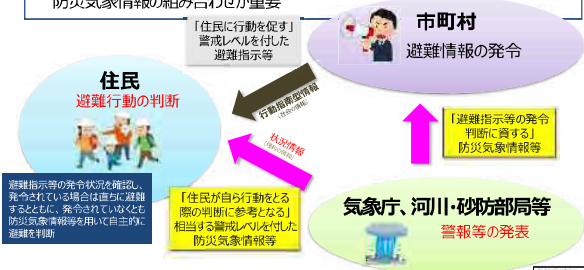 防災気象情報の組み合わせが重要
「住民に行動を促す」
警戒レベルを付した
避難指示等
市町村
避難情報の発令
住民
避難行動の判断
行動指南型情報
状況情報
「避難指示等の発令
判断に資する」
防災気象情報等
避難指示等の発令状況を確認し、
発令されている場合は直ちに避難
するとともに、発令されていなくとも
防災気象情報等を用いて自主的に
避難を判断
「住民が自ら行動をとる
際の判断に参考となる」
相当する警戒レベルを付した
防災気象情報等
気象庁、河川・砂防部局等
警報等の発表